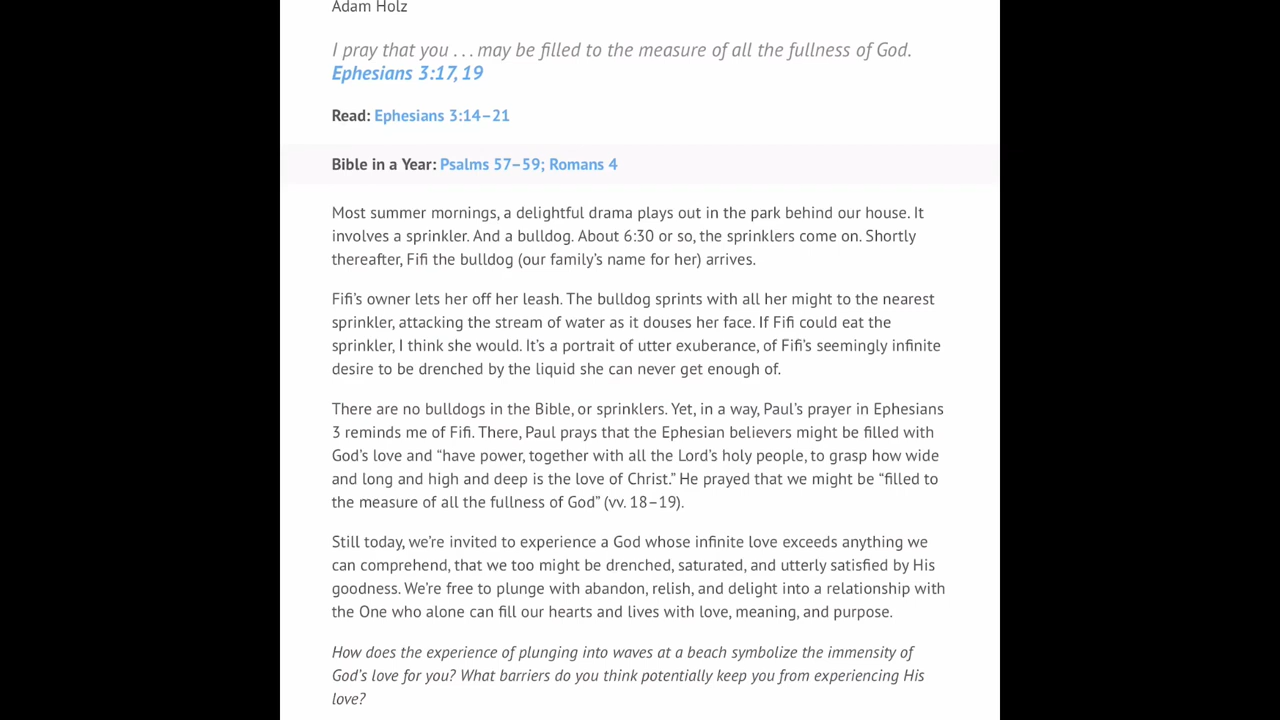 Adam Holz
I pray that you . . . may be filled to the measure of all the fullness of God.
Ephesians 3:17, 19
Read: Ephesians 3:14–21
Bible in a Year: Psalms 57–59; Romans 4
Most summer mornings, a delightful drama plays out in the park behind our house. It
involves a sprinkler. And a bulldog. About 6:30 or so, the sprinklers come on. Shortly
thereafter, Fifi the bulldog (our family’s name for her) arrives.
Fifi’s owner lets her off her leash. The bulldog sprints with all her might to the nearest
sprinkler, attacking the stream of water as it douses her face. If Fifi could eat the
sprinkler, I think she would. It’s a portrait of utter exuberance, of Fifi’s seemingly infinite
desire to be drenched by the liquid she can never get enough of.
There are no bulldogs in the Bible, or sprinklers. Yet, in a way, Paul’s prayer in Ephesians
3 reminds me of Fifi. There, Paul prays that the Ephesian believers might be filled with
God’s love and “have power, together with all the Lord’s holy people, to grasp how wide
and long and high and deep is the love of Christ.” He prayed that we might be “filled to
the measure of all the fullness of God” (vv. 18–19).
Still today, we’re invited to experience a God whose infinite love exceeds anything we
can comprehend, that we too might be drenched, saturated, and utterly satisfied by His
goodness. We’re free to plunge with abandon, relish, and delight into a relationship with
the One who alone can fill our hearts and lives with love, meaning, and purpose.
How does the experience of plunging into waves at a beach symbolize the immensity of
God’s love for you? What barriers do you think potentially keep you from experiencing His
love?